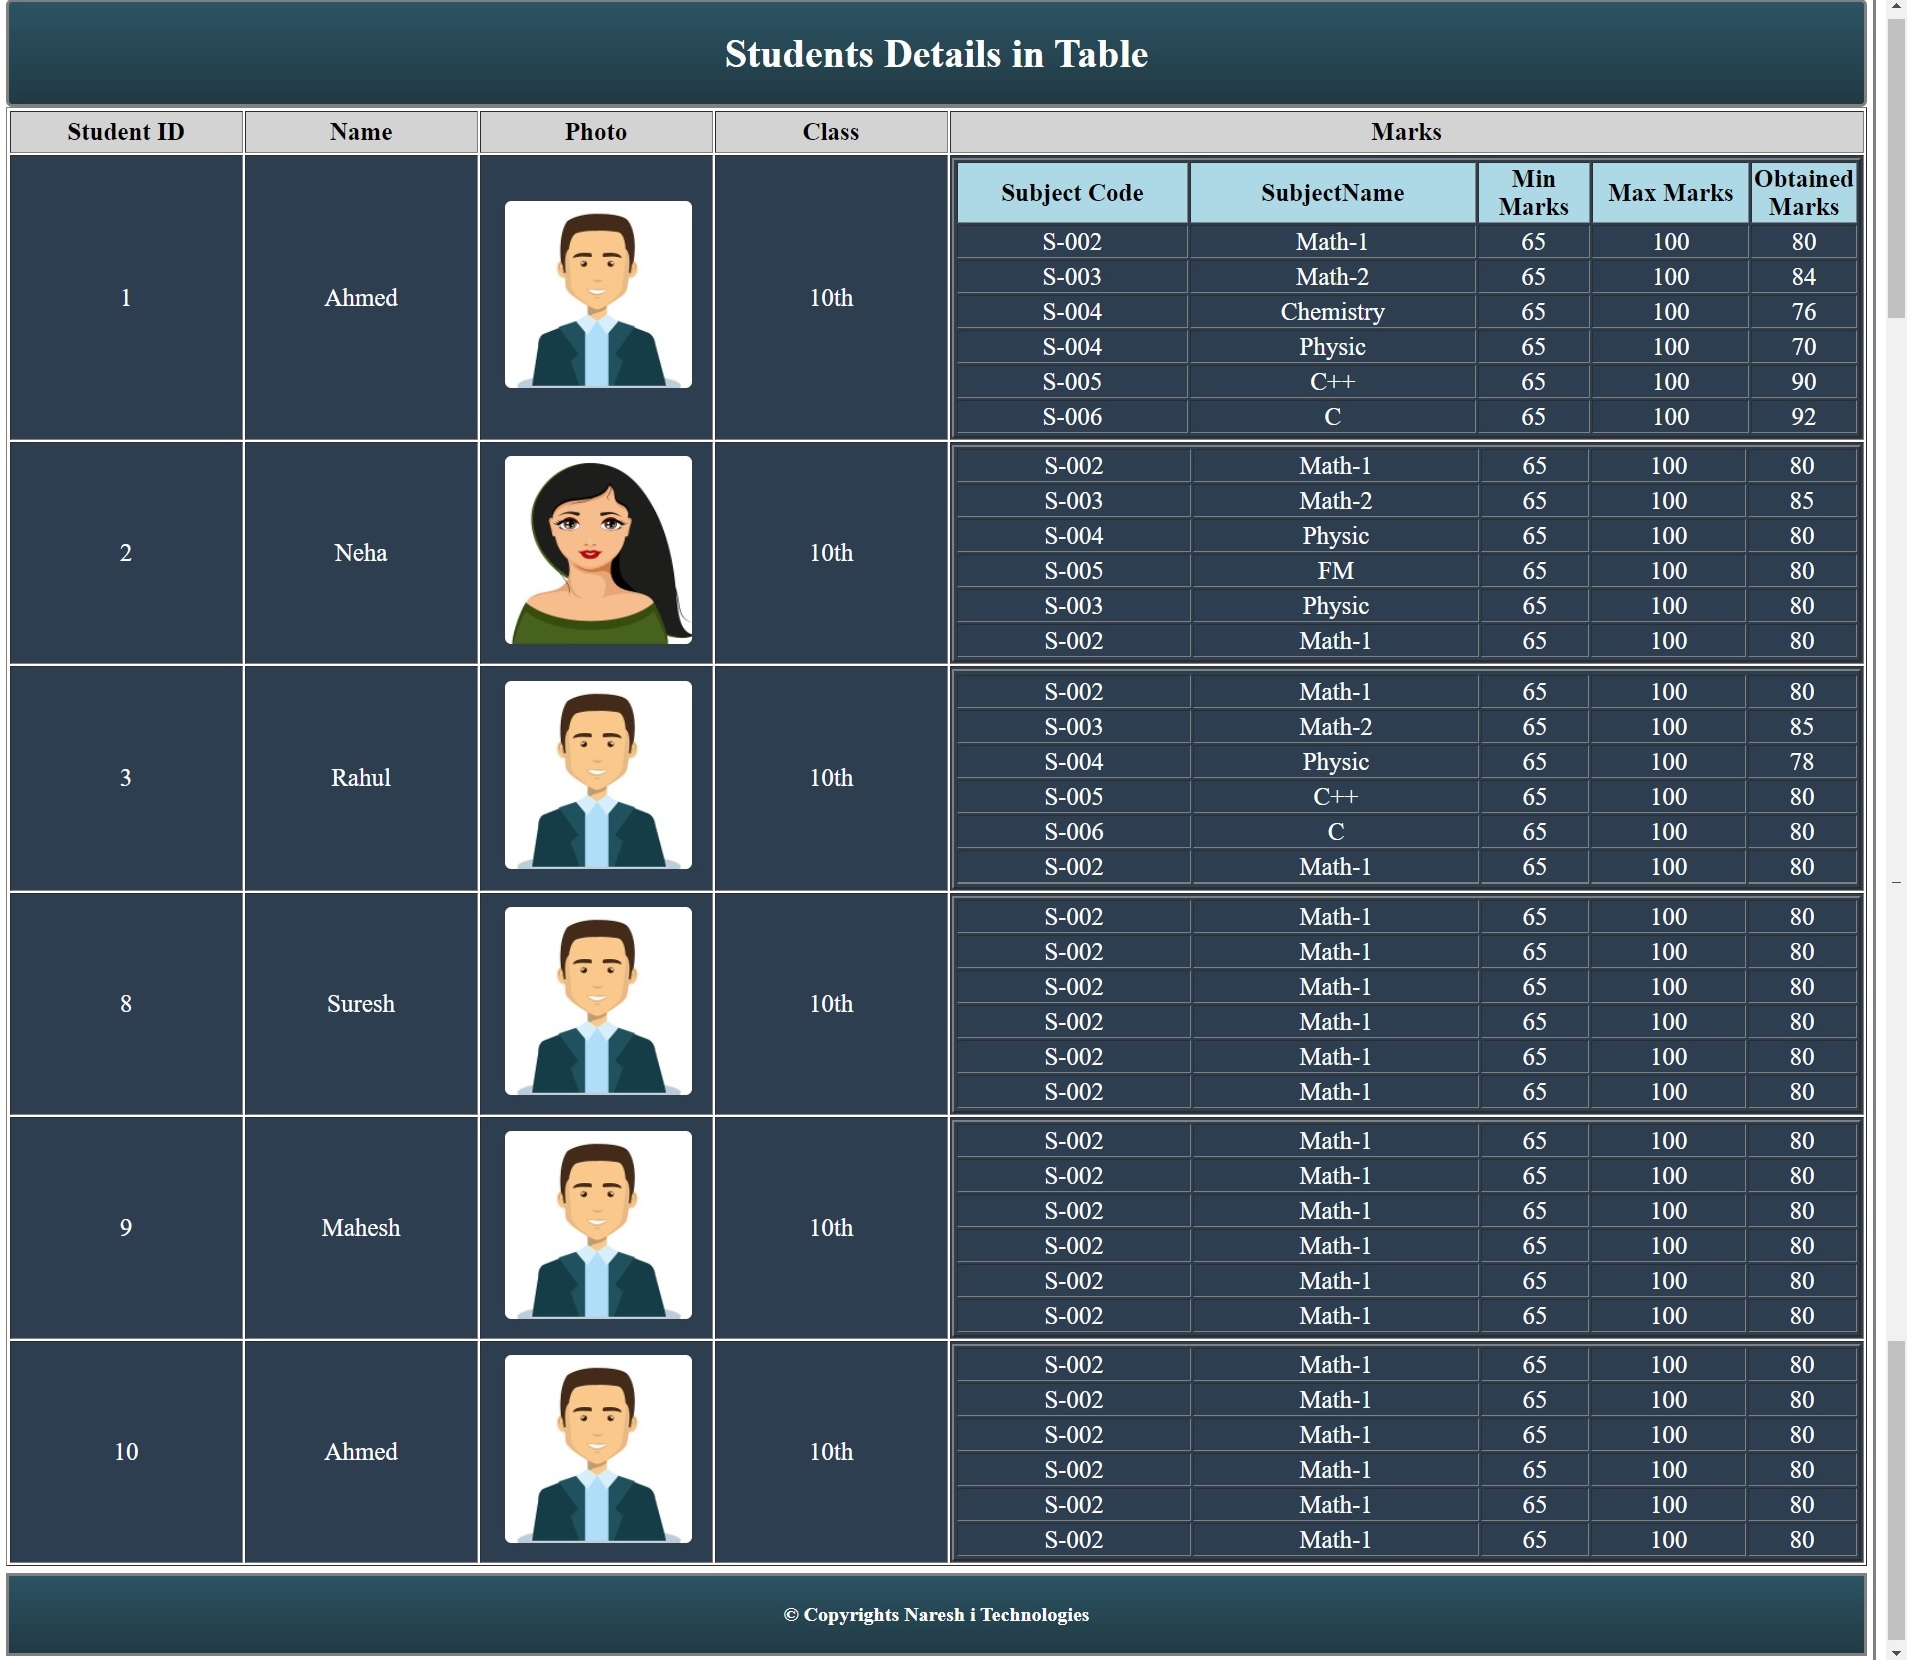 Students Details in Table
Student ID Name Photo Class Marks
Subject Code SubjectName Min Marks Max Marks Obtained Marks
S-002 Math-1 65 100 80
S-003 Math-2 65 100 84
S-004 Chemistry 65 100 76
1 Ahmed 10th
S-004 Physic 65 100 70
S-005 C++ 65 100 90
S-006 C 65 100 92
S-002 Math-1 65 100 80
S-003 Math-2 65 100 85
S-004 Physic 65 100 80
2 Neha 10th
S-005 FM 65 100 80
S-003 Physic 65 100 80
S-002 Math-1 65 100 80
S-002 Math-1 65 100 80
S-003 Math-2 65 100 85
S-004 Physic 65 100 78
3 Rahul 10th
S-005 C++ 65 100 80
S-006 C 65 100 80
S-002 Math-1 65 100 80
S-002 Math-1 65 100 80
S-002 Math-1 65 100 80
S-002 Math-1 65 100 80
8 Suresh 10th
S-002 Math-1 65 100 80
S-002 Math-1 65 100 80
S-002 Math-1 65 100 80
S-002 Math-1 65 100 80
S-002 Math-1 65 100 80
S-002 Math-1 65 100 80
9 Mahesh 10th
S-002 Math-1 65 100 80
S-002 Math-1 65 100 80
S-002 Math-1 65 100 80
S-002 Math-1 65 100 80
S-002 Math-1 65 100 80
S-002 Math-1 65 100 80
10 Ahmed 10th
S-002 Math-1 65 100 80
S-002 Math-1 65 100 80
S-002 Math-1 65 100 80
© Copyrights Naresh i Technologies